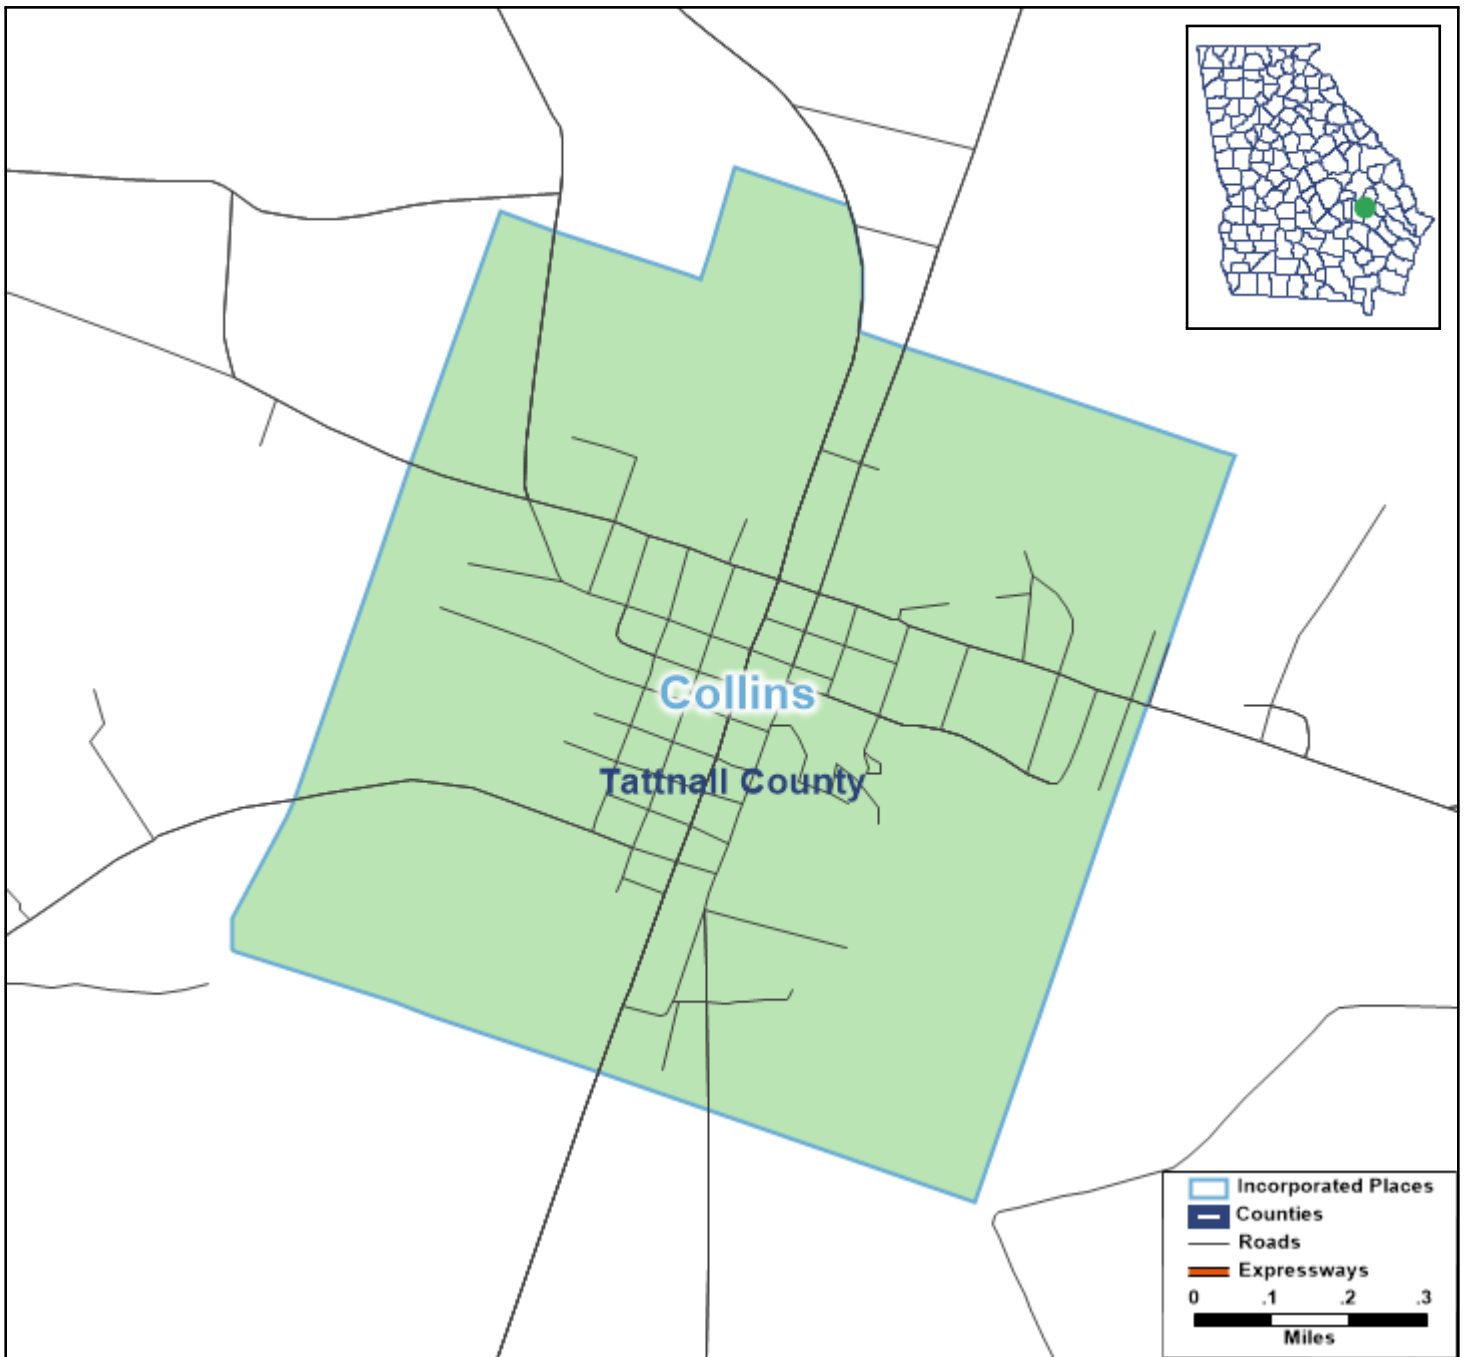 Collins
Tattnall County
Incorporated Places
Counties
Roads
Expressways
0 .1 .2 .3
Miles